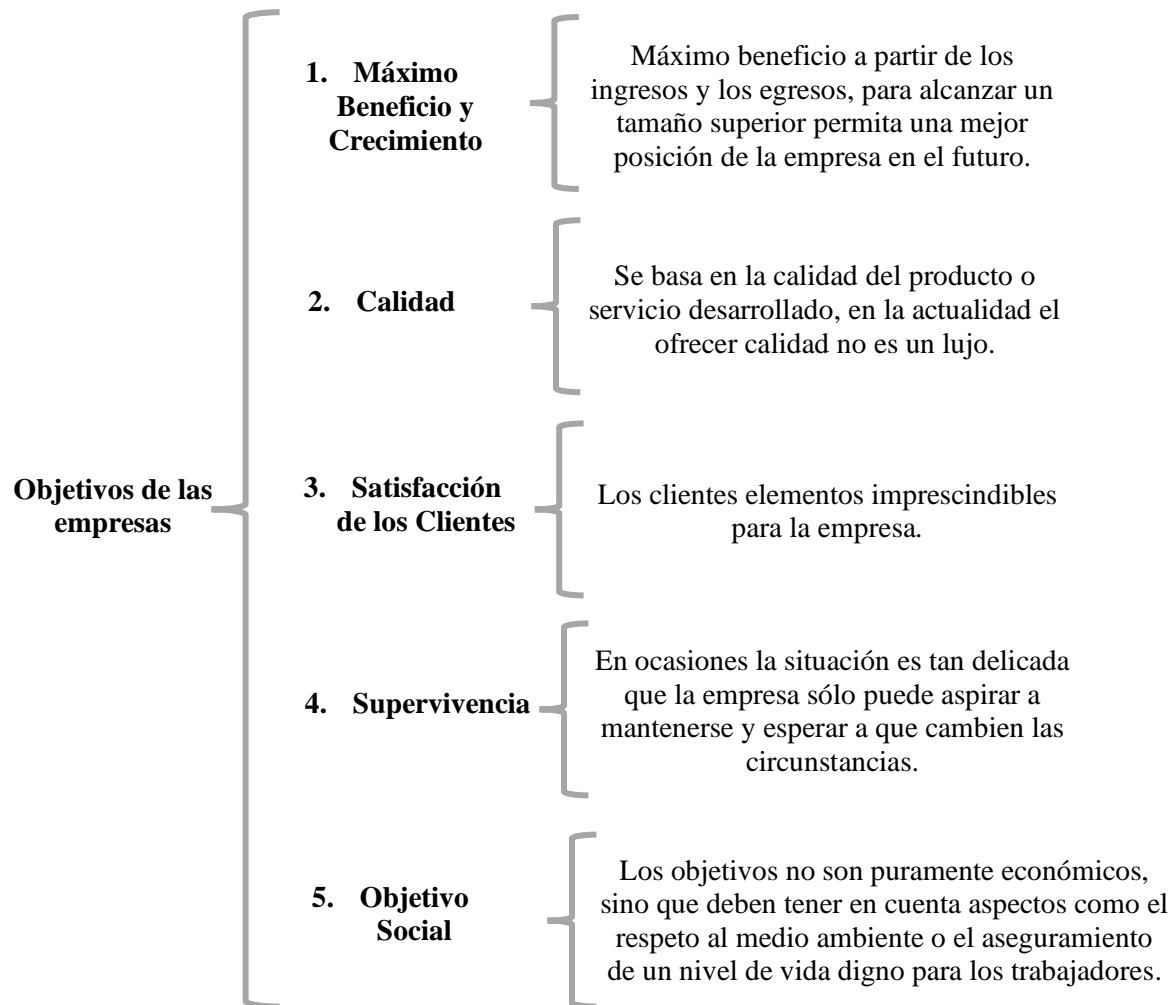 Objetivos de las
empresas
1. Máximo
Beneficio y
Crecimiento
Máximo beneficio a partir de los
ingresos y los egresos, para alcanzar un
tamaño superior permita una mejor
posición de la empresa en el futuro.
2. Calidad
Se basa en la calidad del producto o
servicio desarrollado, en la actualidad el
ofrecer calidad no es un lujo.
3. Satisfacción
de los Clientes
Los clientes elementos imprescindibles
para la empresa.
4. Supervivencia
En ocasiones la situación es tan delicada
que la empresa sólo puede aspirar a
mantenerse y esperar a que cambien las
circunstancias.
5. Objetivo
Social
Los objetivos no son puramente económicos,
sino que deben tener en cuenta aspectos como el
respeto al medio ambiente o el aseguramiento
de un nivel de vida digno para los trabajadores.